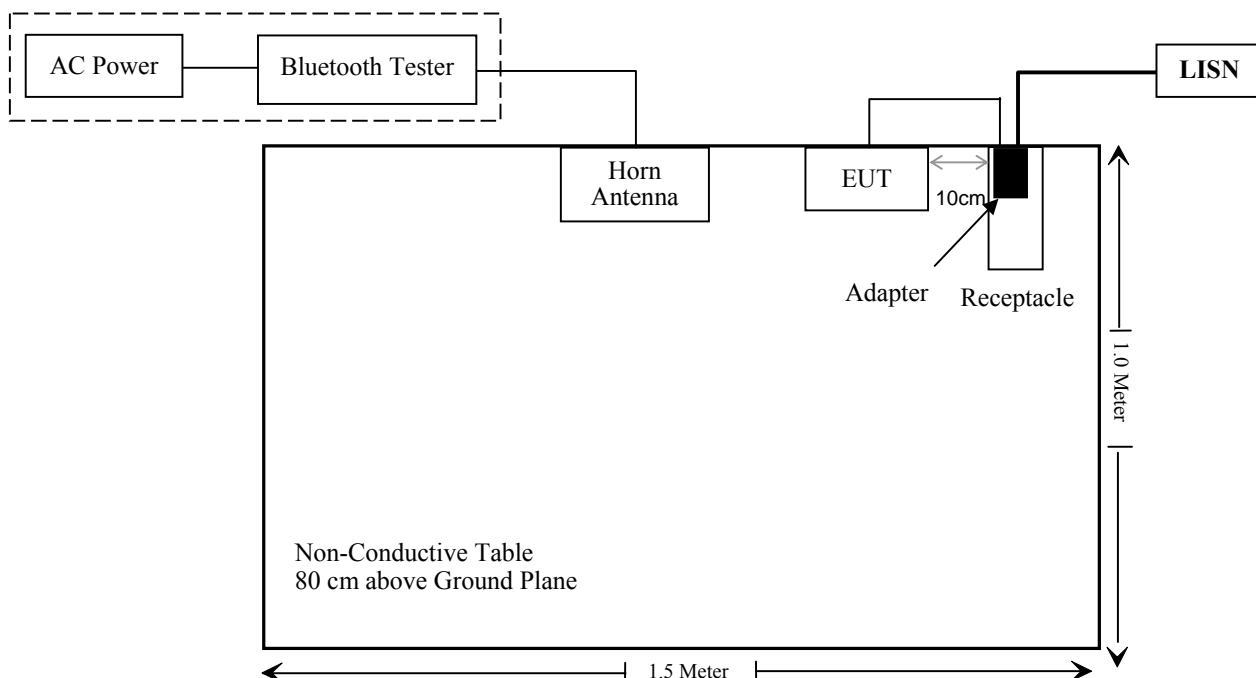 AC Power
Bluetooth Tester
LISN
Horn
Antenna
EUT
10cm
Adapter
Receptacle
1.0 Meter
Non-Conductive Table
80 cm above Ground Plane
1.5 Meter